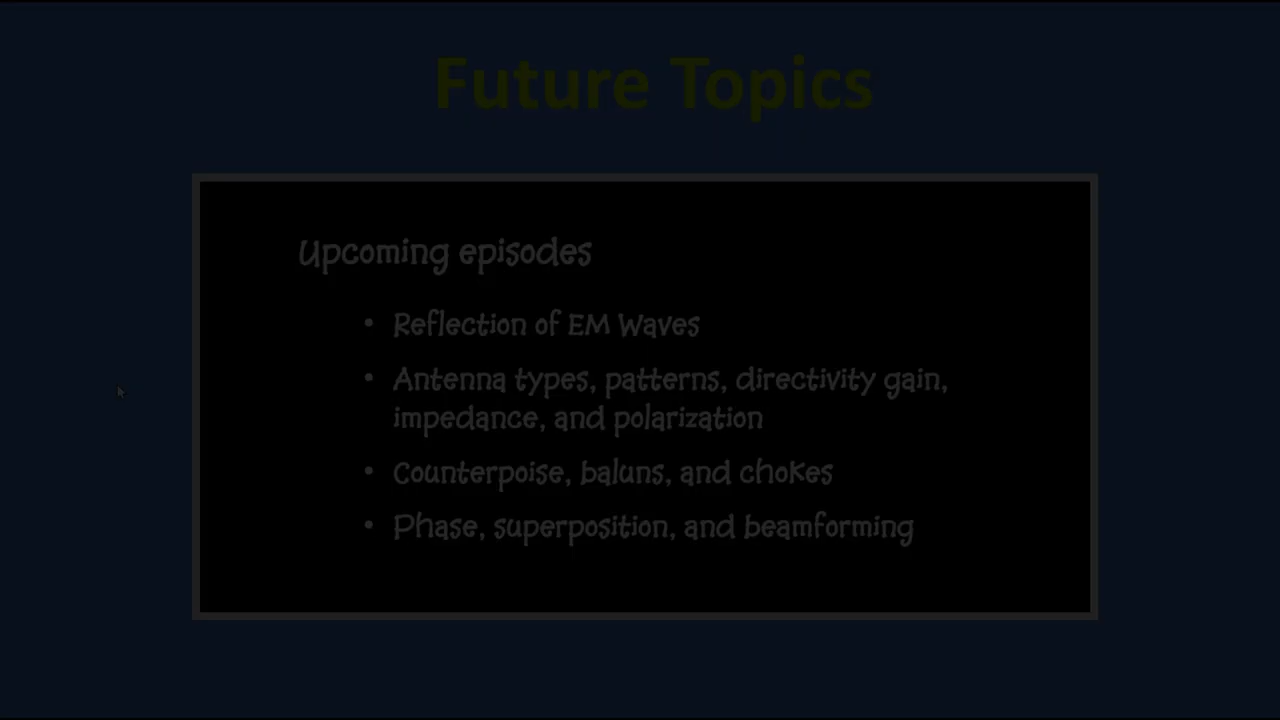 Future Topics
Upcoming episodes
• Reflection of EM Waves
• Antenna types, patterns, directivity gain,
impedance, and polarization
• Counterpoise, baluns, and chokes
• Phase, superposition, and beamforming